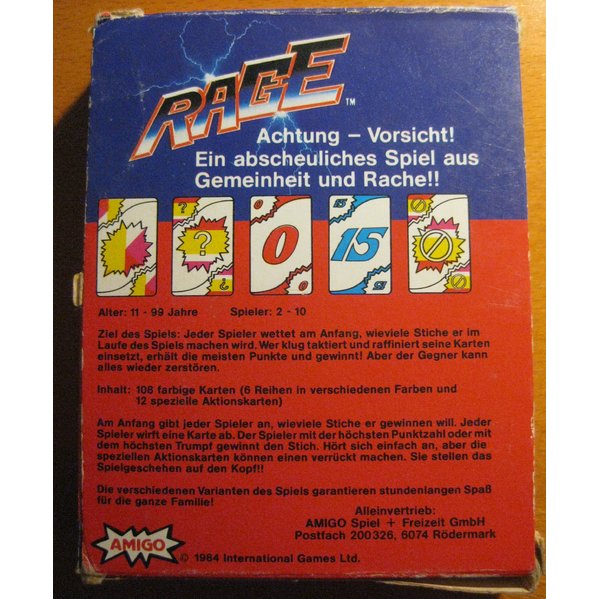 RAGE™
Achtung – Vorsicht!
Ein abscheuliches Spiel aus
Gemeinheit und Rache!!
? ? ?
0 0 0
15 15 15
Alter: 11 - 99 Jahre Spieler: 2 - 10
Ziel des Spiels: Jeder Spieler wettet am Anfang, wieviele Stiche er im
Laufe des Spiels machen wird. Wer klug taktiert und raffiniert seine Karten
einsetzt, erhält die meisten Punkte und gewinnt! Aber der Gegner kann
alles wieder zerstören.
Inhalt: 108 farbige Karten (6 Reihen in verschiedenen Farben und
12 spezielle Aktionskarten)
Am Anfang gibt jeder Spieler an, wieviele Stiche er gewinnen will. Jeder
Spieler wirft eine Karte ab. Der Spieler mit der höchsten Punktzahl oder mit
dem höchsten Trumpf gewinnt den Stich. Hört sich einfach an, aber die
speziellen Aktionskarten können einen verrückt machen. Sie stellen das
Spielgeschehen auf den Kopf!!
Die verschiedenen Varianten des Spiels garantieren stundenlangen Spaß
für die ganze Familie!
Alleinvertrieb:
AMIGO Spiel + Freizeit GmbH
Postfach 200326, 6074 Rödermark
AMIGO
© 1984 International Games Ltd.